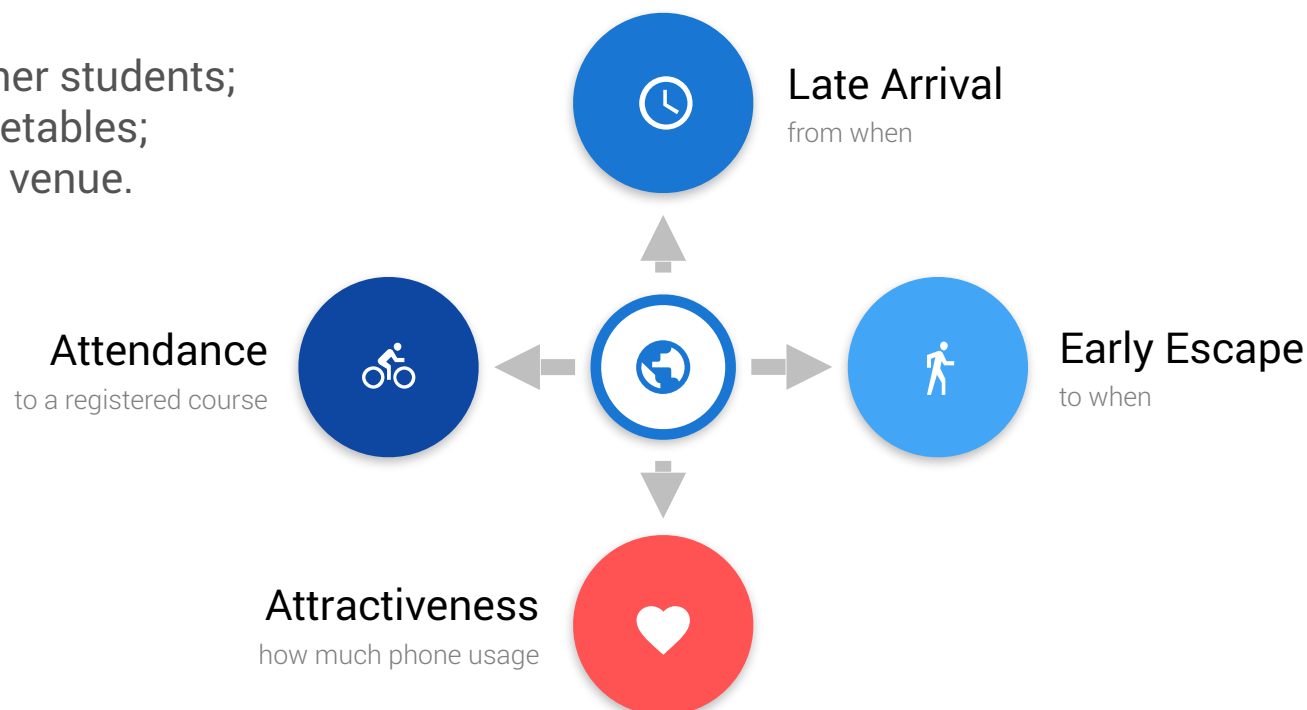 her students;
etables;
venue.
Late Arrival
from when
Attendance
to a registered course
Early Escape
to when
Attractiveness
how much phone usage